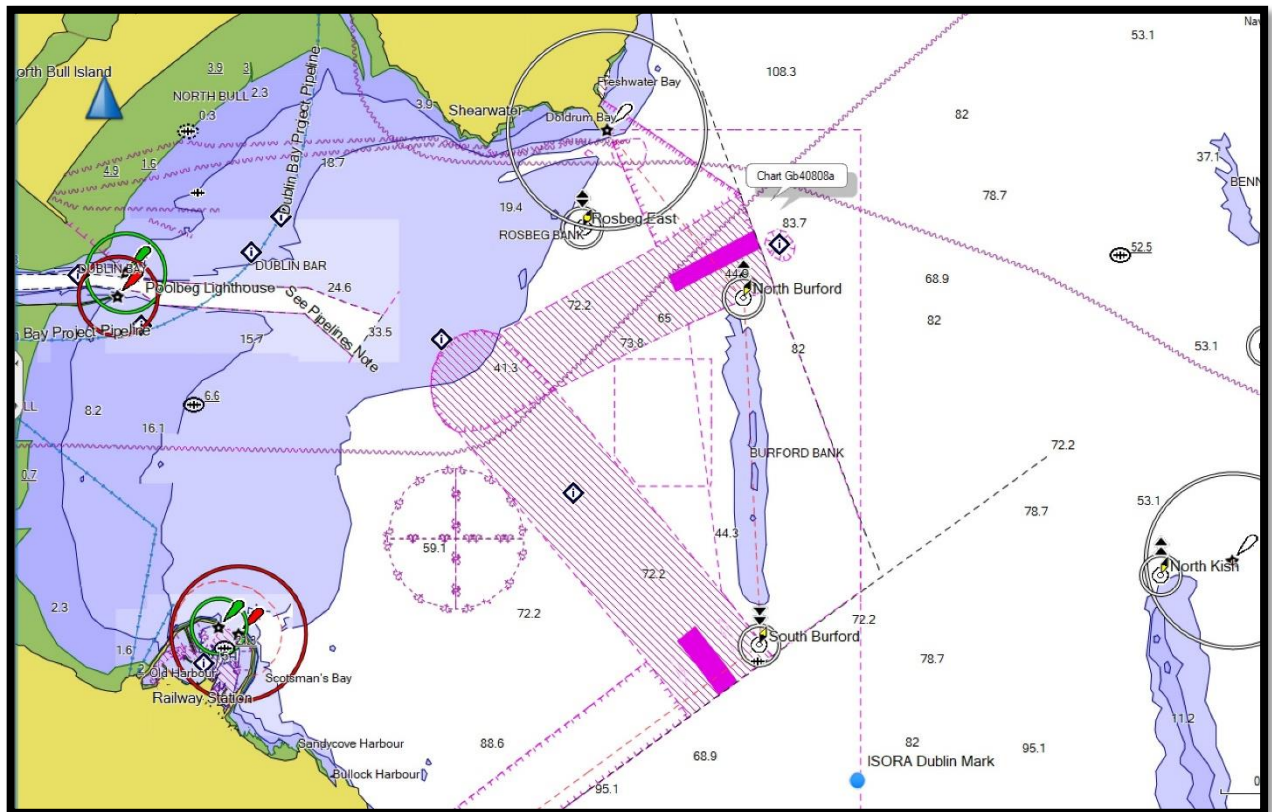 Nav
53.1
108.3
orth Bull Island
3.9
3
NORTH BULL
2.3
0.3
Freshwater Bay
3.9
Shearwater
Doldrum Bay
82
Dublin Bay Project Pipeline
18.7
1.6
4.9
37.1
BENN
Chart Gb40808a
78.7
19.4
Rosbeg East
83.7
ROSBEG BANK
52.5
DUBLIN BAY
DUBLIN BAR
44.9
68.9
Poolbeg Lighthouse
24.6
North Burford
72.2
65
82
n Bay Project Pipeline
See Pipelines Note
33.5
15.7
73.8
82
53.1
41.3
6.6
LL
8.2
16.1
72.2
BURFORD BANK
0.7
78.7
53.1
44.3
59.1
North Kish
72.2
2.3
72.2
72.2
South Burford
1.6
78.7
2
Old Harbour
Scotsman's Bay
Railway Station
11.2
Sandycove Harbour
88.6
82
95.1
68.9
ISORA Dublin Mark
Bullock Harbour
95.1
0